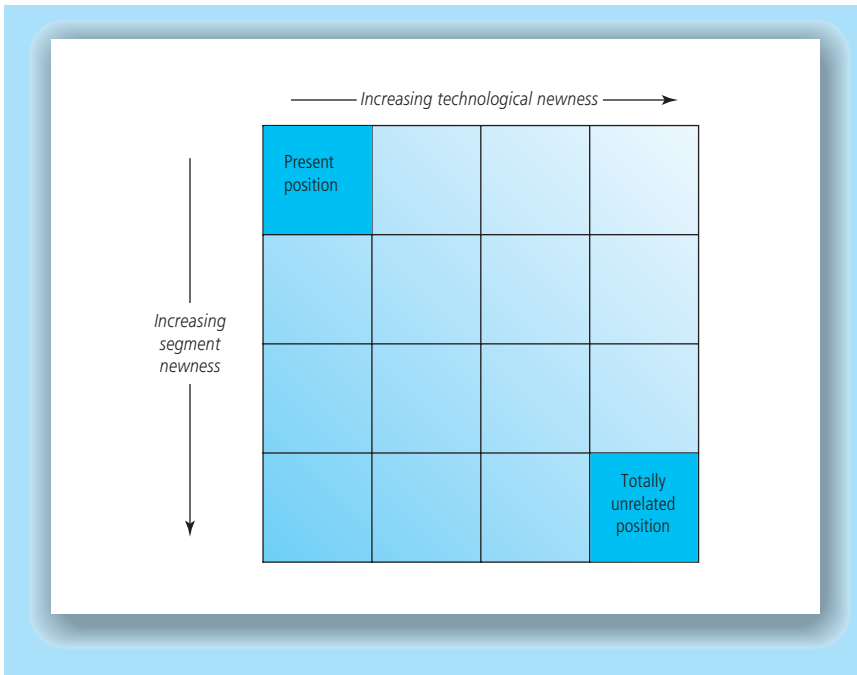 Increasing technological newness
Present
position
Increasing
segment
newness
Totally
unrelated
position